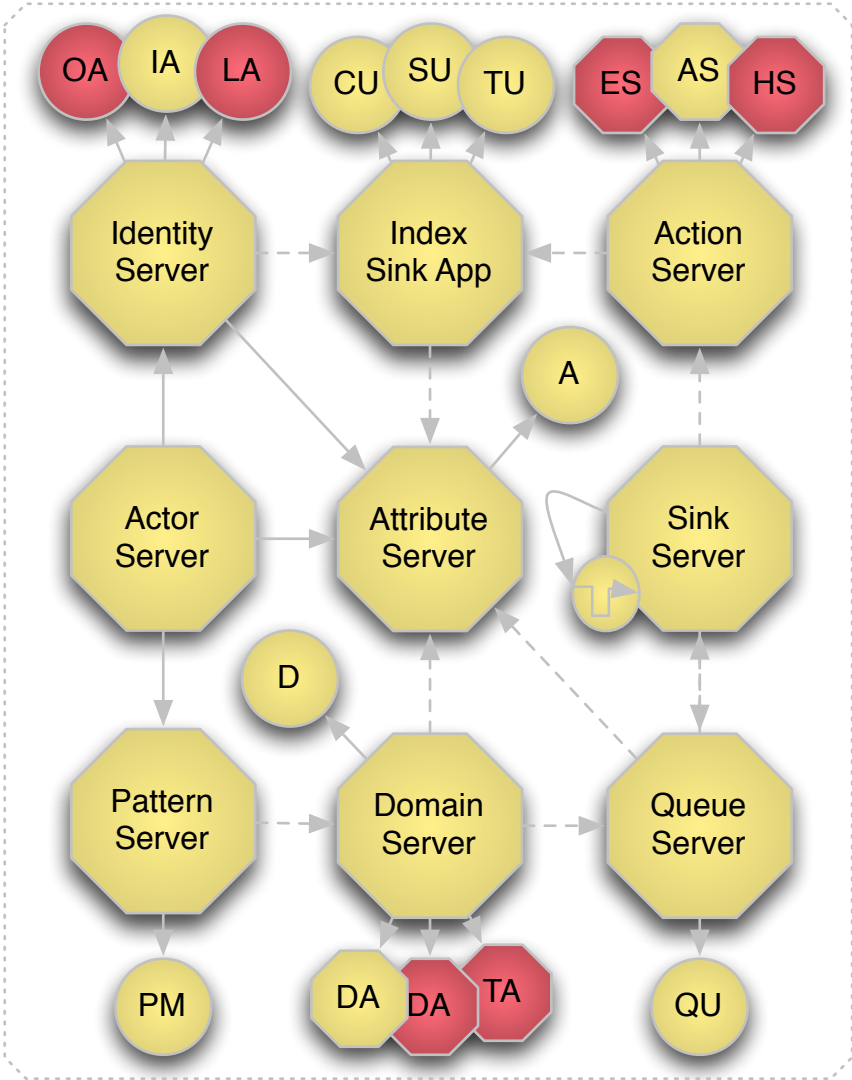 OA
IA
LA
CU
SU
TU
ES
AS
HS
Identity
Server
Index
Sink App
Action
Server
A
Actor
Server
Attribute
Server
Sink
Server
D
Pattern
Server
Domain
Server
Queue
Server
PM
DA
DA
TA
QU